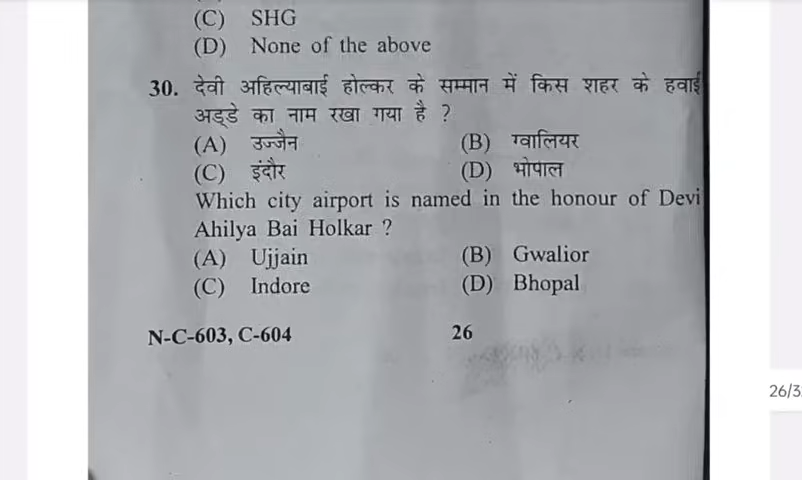 (C) SHG
(D) None of the above
30. देवी अहिल्याबाई होल्कर के सम्मान में किस शहर के हवाई
अड्डे का नाम रखा गया है ?
(A) उज्जैन (B) ग्वालियर
(C) इंदौर (D) भोपाल
Which city airport is named in the honour of Devi
Ahilya Bai Holkar ?
(A) Ujjain (B) Gwalior
(C) Indore (D) Bhopal
N-C-603, C-604 26
26/3